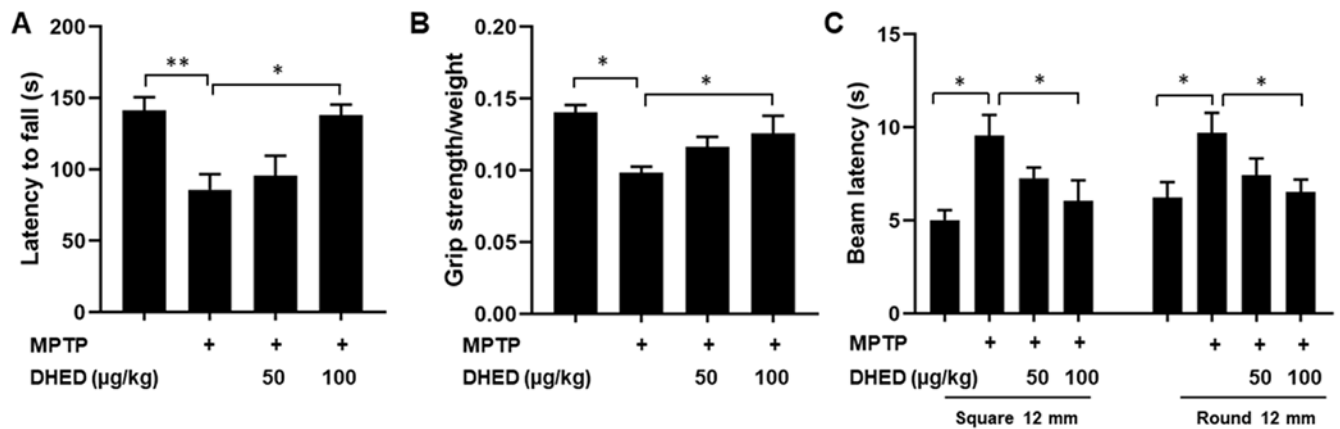 A
Latency to fall (s)
200
150
100
50
0
** *
MPTP + + +
DHED (µg/kg) 50 100
B
Grip strength/weight
0.20
0.15
0.10
0.05
0.00
* *
MPTP + + +
DHED (µg/kg) 50 100
C
Beam latency (s)
15
10
5
0
* * * *
MPTP + + + + + +
DHED (µg/kg) 50 100 50 100
Square 12 mm Round 12 mm